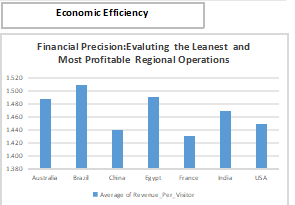 Economic Efficiency
Financial Precision:Evaluting the Leanest and
Most Profitable Regional Operations
1.520
1.500
1.480
1.460
1.440
1.420
1.400
1.380
Australia Brazil China Egypt France India USA
Average of Revenue_Per_Visitor